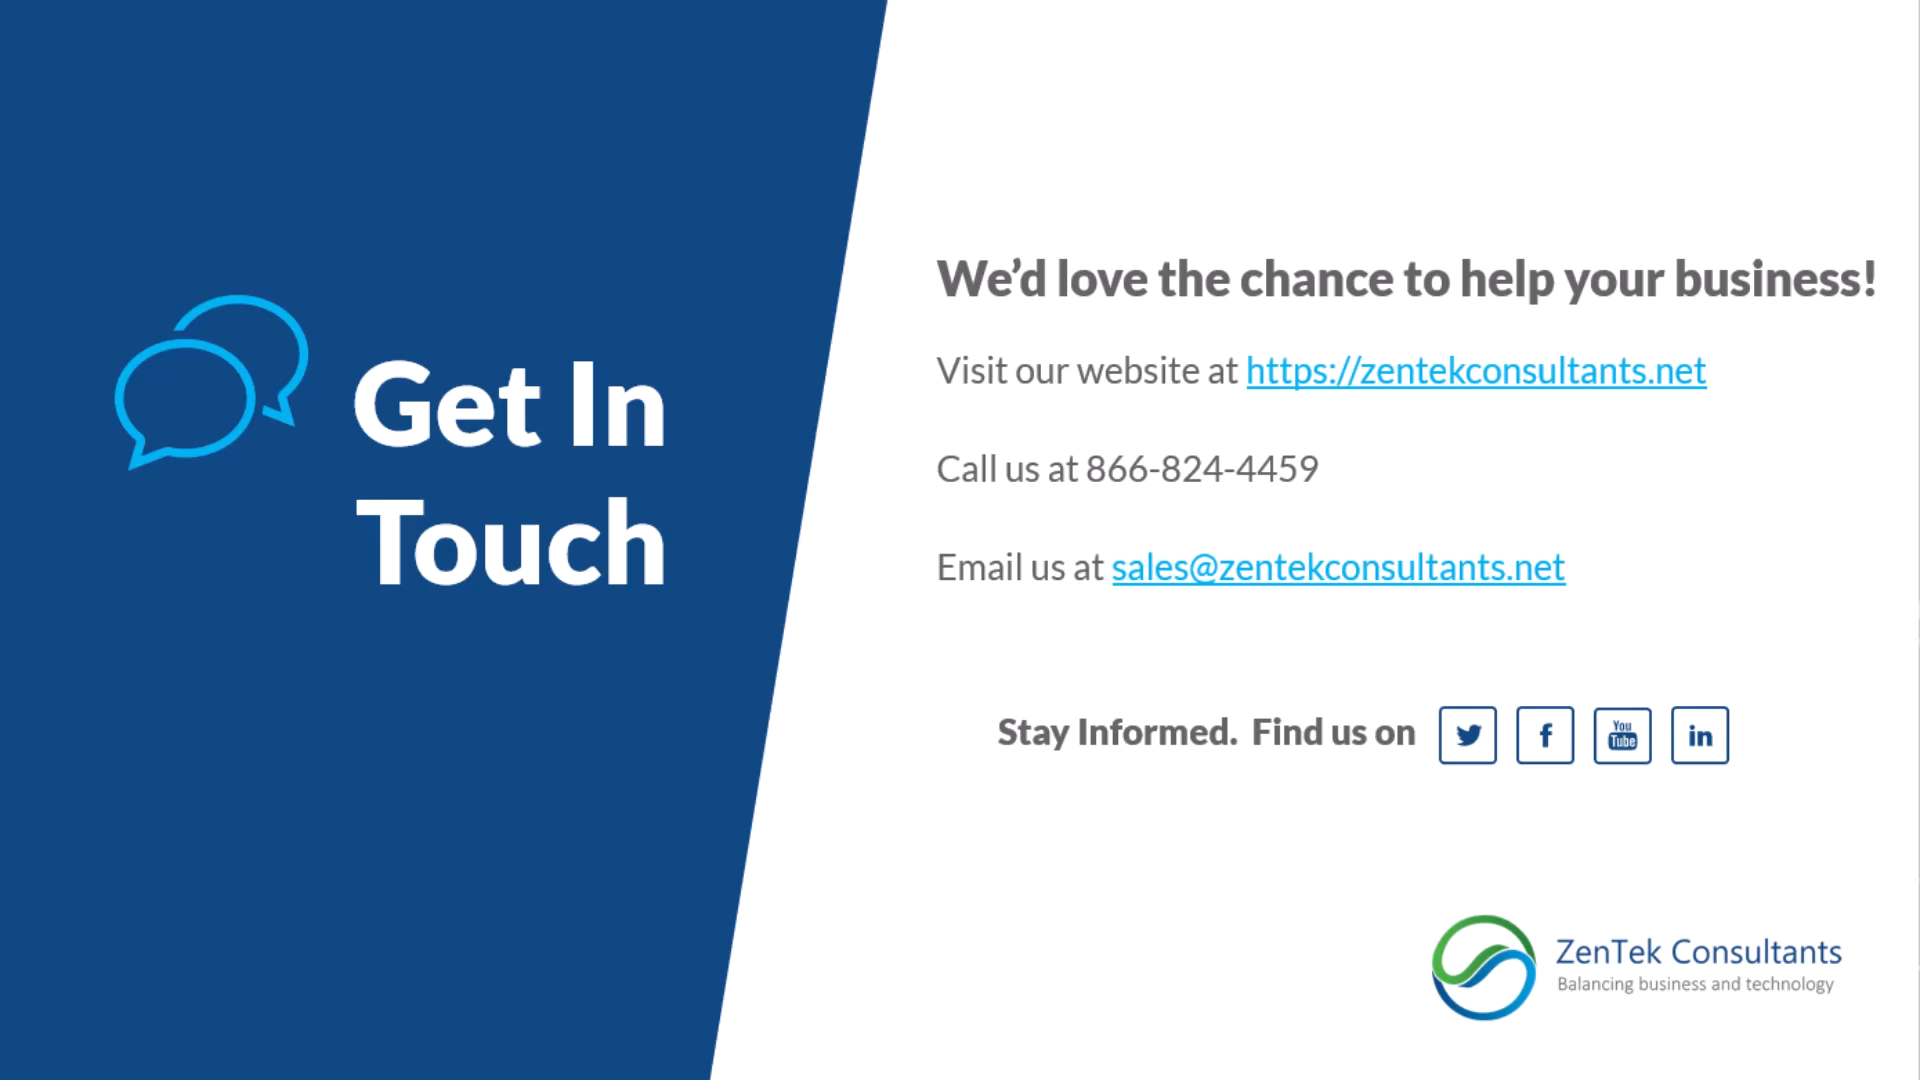 Get In
Touch
We’d love the chance to help your business!
Visit our website at https://zentekconsultants.net
Call us at 866-824-4459
Email us at sales@zentekconsultants.net
Stay Informed.  Find us on
You
Tube
ZenTek Consultants
Balancing business and technology